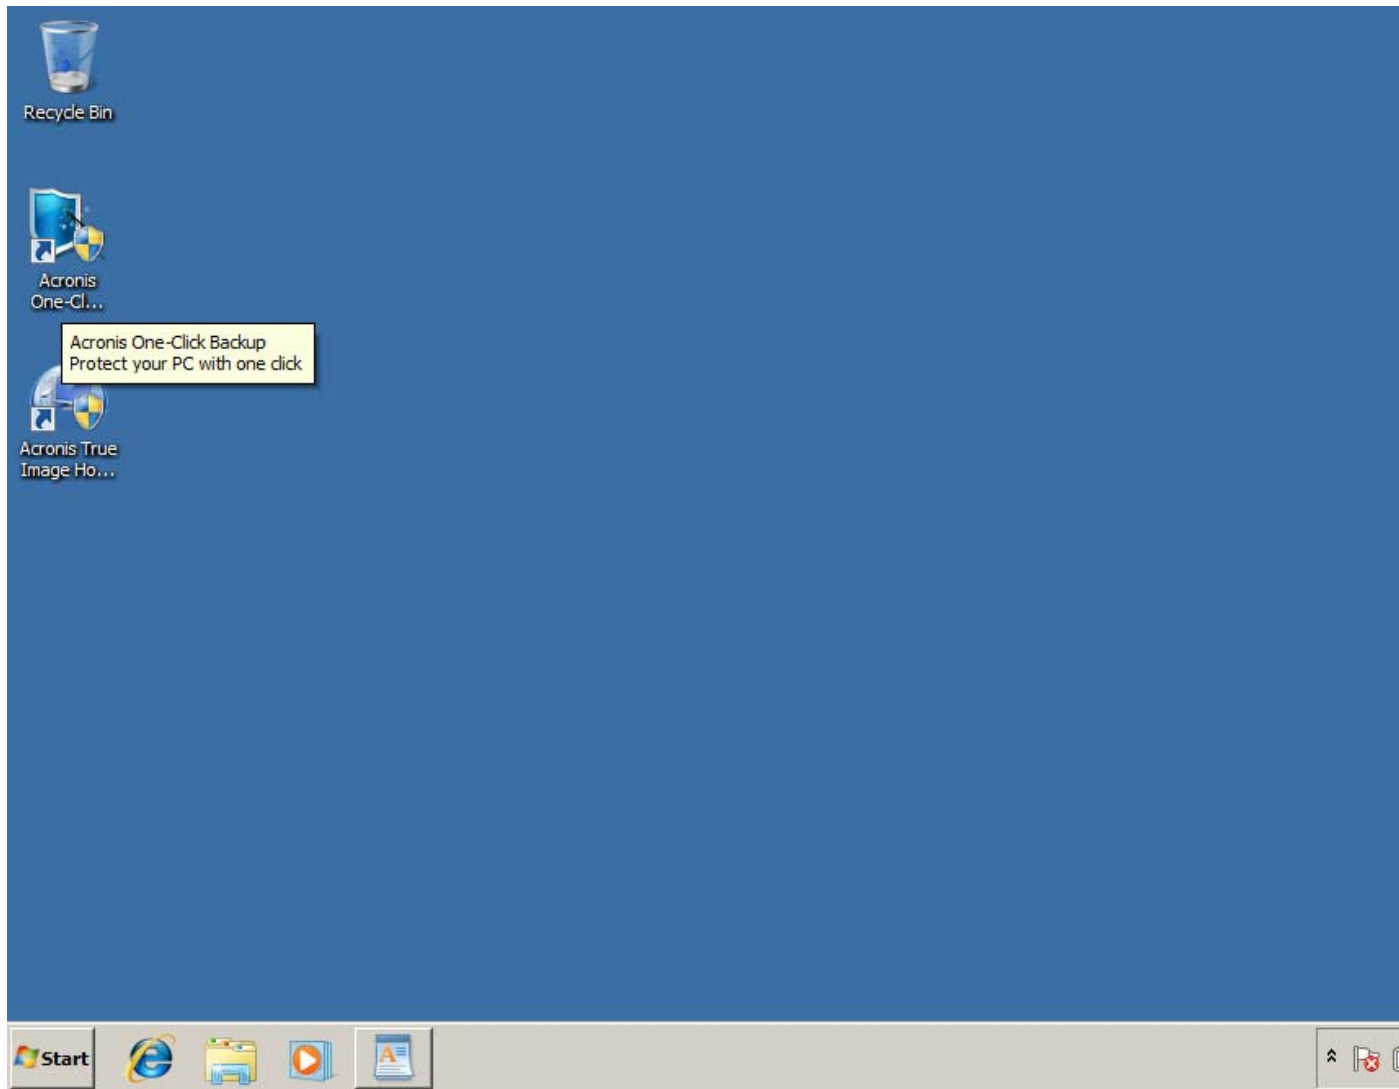 Recycle Bin
Acronis
One-Cl...
Acronis One-Click Backup
Protect your PC with one click
Acronis True
Image Ho...
Start